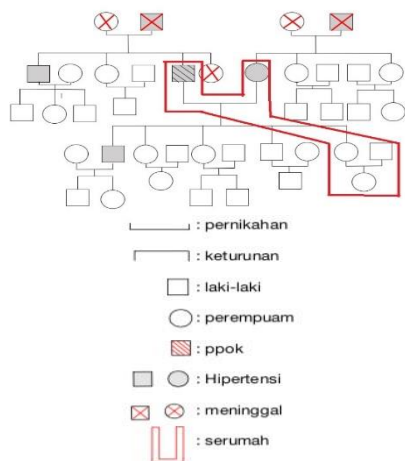 : pernikahan
: keturunan
: laki-laki
: perempuam
: ppok
: Hipertensi
: meninggal
: serumah